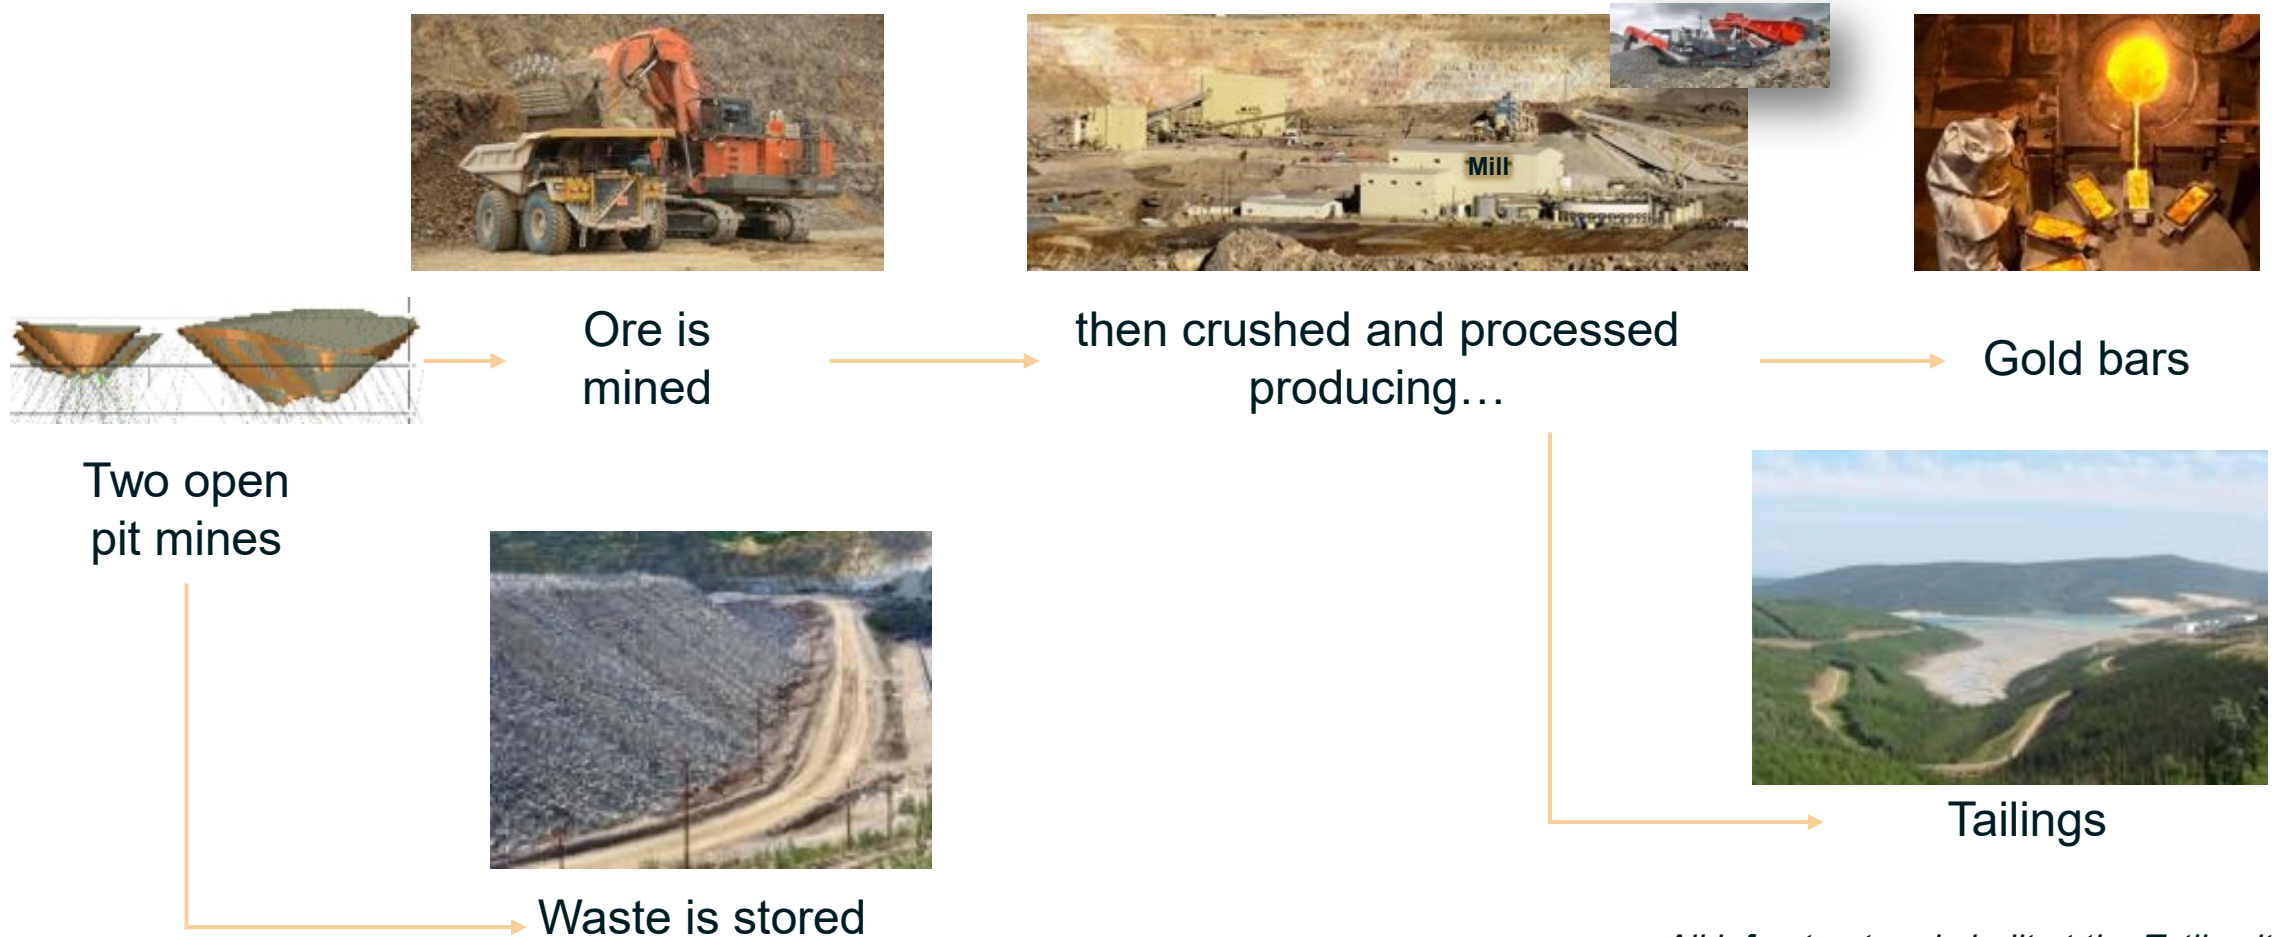 Mill
Ore is
mined
then crushed and processed
producing…
Gold bars
Two open
pit mines
Tailings
Waste is stored